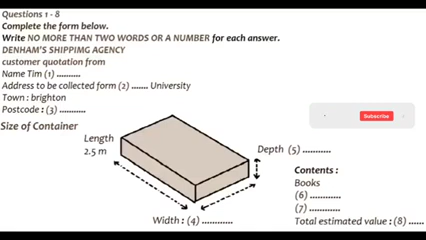 Questions 1 - 8
Complete the form below.
Write NO MORE THAN TWO WORDS OR A NUMBER for each answer.
DENHAM'S SHIPPIMG AGENCY
customer quotation from
Name Tim (1) ..........
Address to be collected form (2) ....... University
Town : brighton
Postcode : (3) ...........
Subscribe
Size of Container
Length
2.5 m
Depth (5) ...........
Width : (4) ............
Contents :
Books
(6) ............
(7) ............
Total estimated value : (8) ......